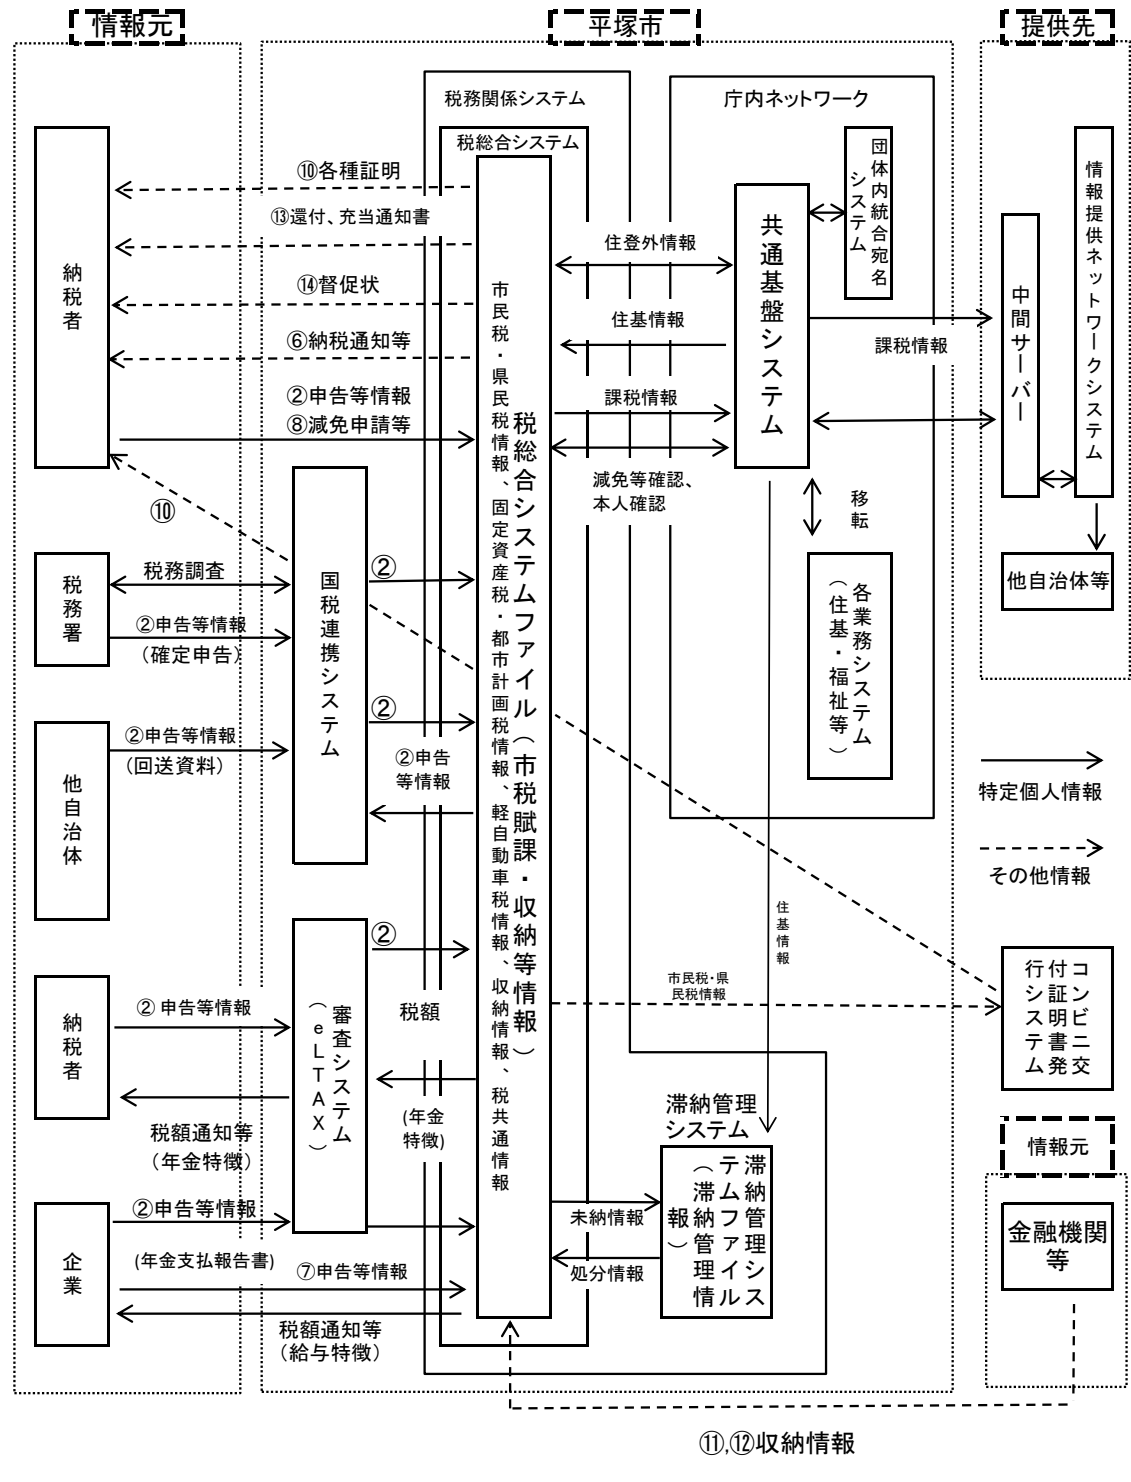 情報元
平塚市
提供先
税務関係システム
庁内ネットワーク
税総合システム
納税者
⑩各種証明
⑬還付、充当通知書
⑭督促状
⑥納税通知等
②申告等情報
⑧減免申請等
⑩
税務署
税務調査
②申告等情報
（確定申告）
他自治体
②申告等情報
（回送資料）
納税者
② 申告等情報
税額通知等
（年金特徴）
企業
②申告等情報
(年金支払報告書)
⑦申告等情報
税額通知等
（給与特徴）
国税連携システム
②
②
②申告
等情報
審査システム
（eLTAX）
②
税額
(年金
特徴)
税総合システムファイル（市税賦課・収納等情報）
市民税・県民税情報、固定資産税・都市計画税情報、軽自動車税情報、収納情報、税共通情報
住登外情報
住基情報
課税情報
減免等確認、
本人確認
共通基盤システム
団体内統合宛名
システム
移転
各業務システム
（住基・福祉等）
住基情報
市民税・県
民税情報
滞納管理
システム
滞納管理シス
テムファイル
（滞納管理情
報）
未納情報
処分情報
課税情報
中間サーバー
情報提供ネットワークシステム
他自治体等
特定個人情報
その他情報
コンビニ交
付証明書発
行システム
情報元
金融機関
等
⑪,⑫収納情報